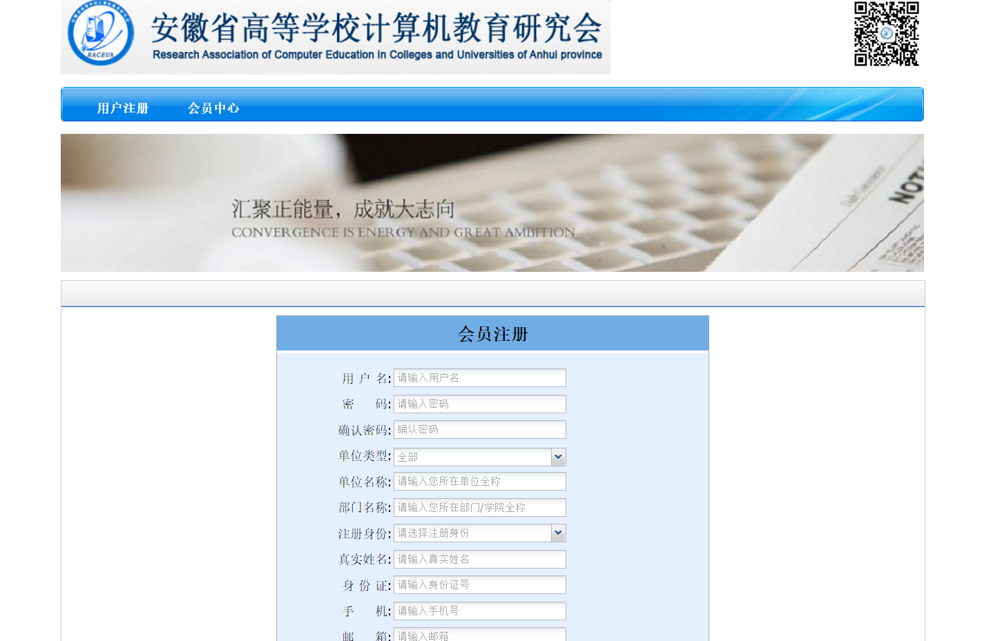 安徽省高等学校计算机教育研究会
Research Association of Computer Education in Colleges and Universities of Anhui province
RACEUA
用户注册 会员中心
汇聚正能量，成就大志向
CONVERGENCE IS ENERGY AND GREAT AMBITION
会员注册
用 户 名: 请输入用户名
密 码: 请输入密码
确认密码: 确认密码
单位类型: 全部
单位名称: 请输入您所在单位全称
部门名称: 请输入您所在部门/学院全称
注册身份: 请选择注册身份
真实姓名: 请输入真实姓名
身 份 证: 请输入身份证号
手 机: 请输入手机号
邮 箱: 请输入邮箱